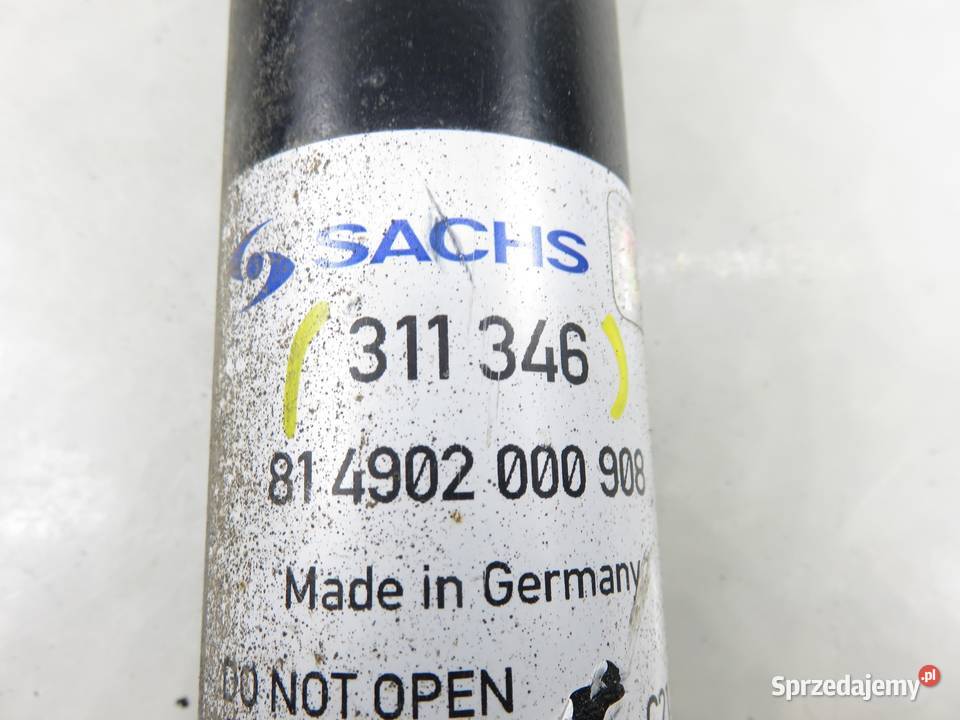 SACHS
311 346
81 4902 000 908
Made in Germany
DO NOT OPEN
Sprzedajemy.pl